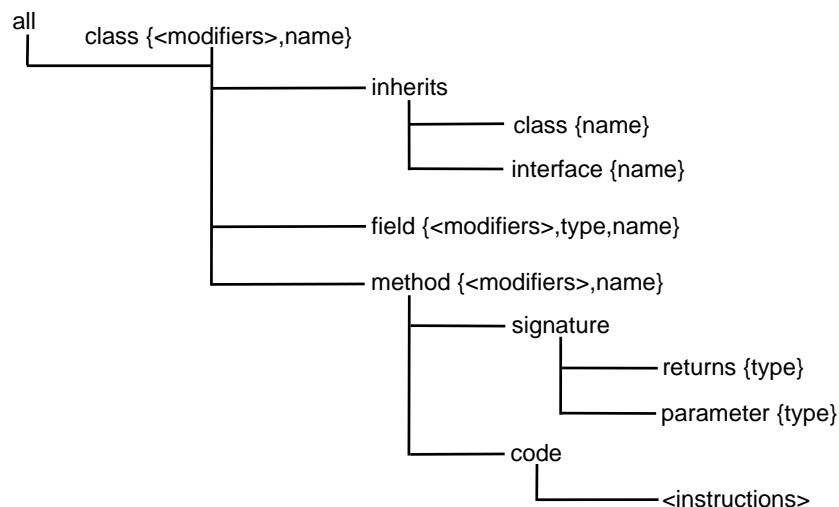 all
class {<modifiers>,name}
inherits
class {name}
interface {name}
field {<modifiers>,type,name}
method {<modifiers>,name}
signature
returns {type}
parameter {type}
code
<instructions>